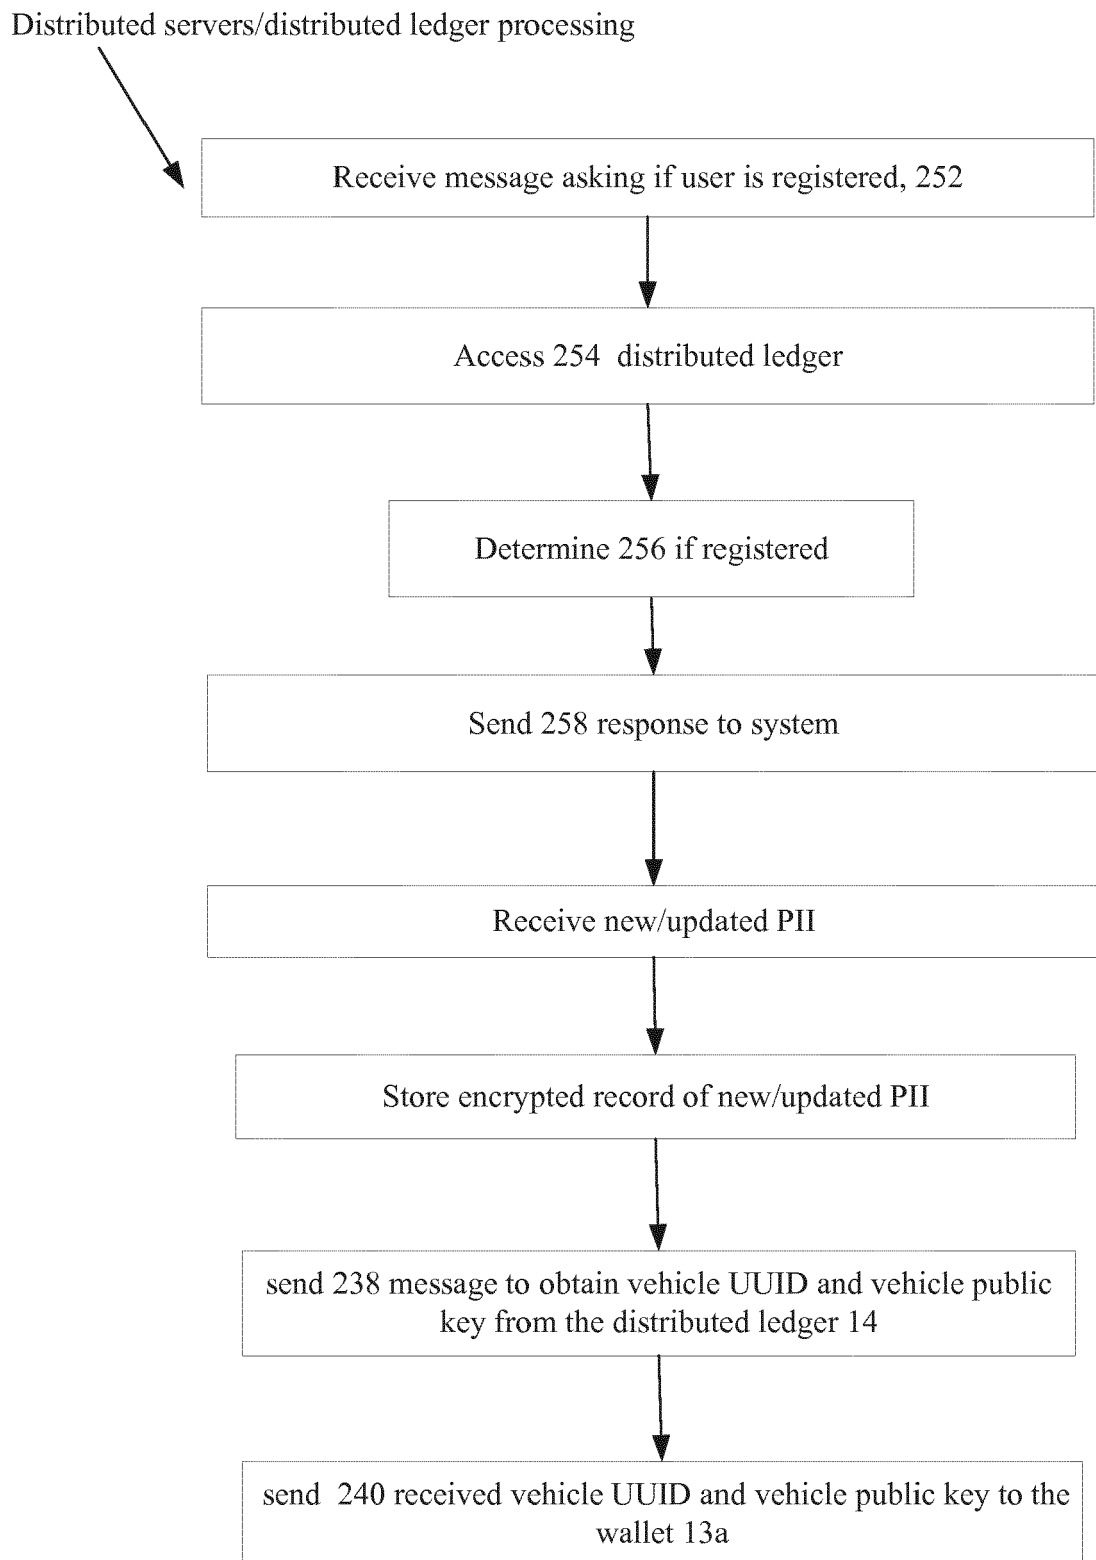 Distributed servers/distributed ledger processing
Receive message asking if user is registered, 252
Access 254 distributed ledger
Determine 256 if registered
Send 258 response to system
Receive new/updated PII
Store encrypted record of new/updated PII
send 238 message to obtain vehicle UUID and vehicle public
key from the distributed ledger 14
send 240 received vehicle UUID and vehicle public key to the
wallet 13a